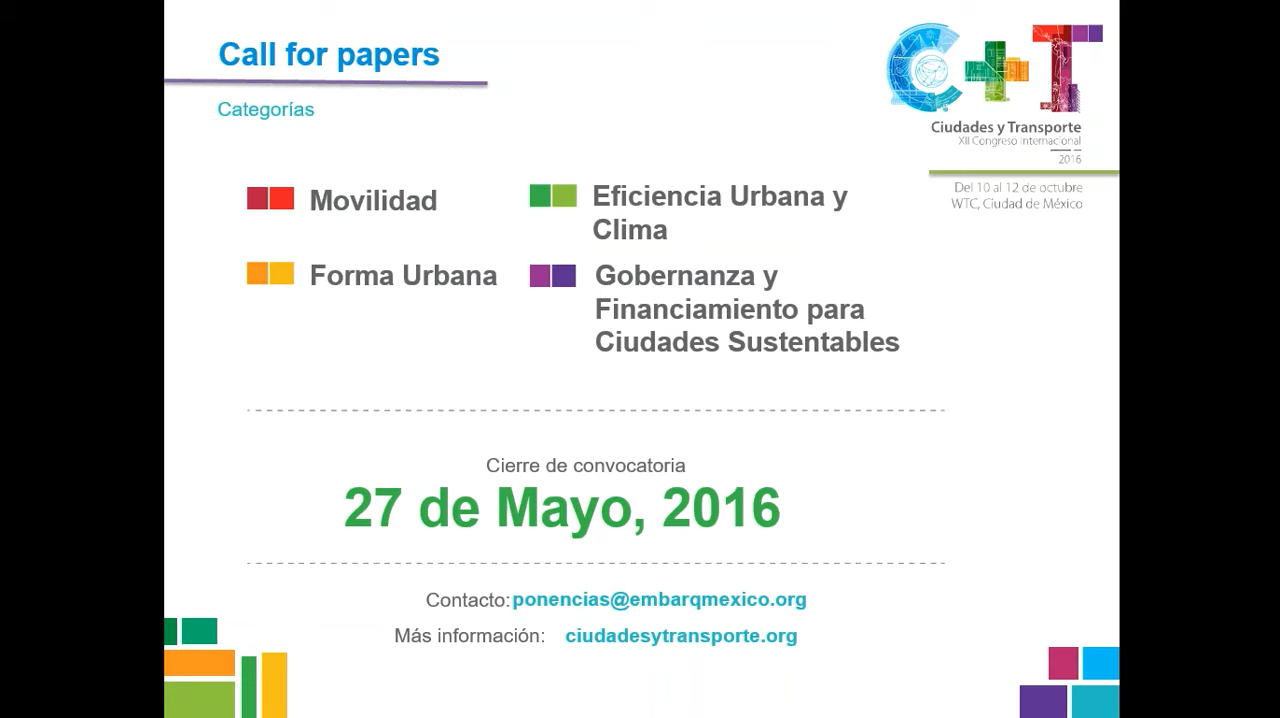 Call for papers
Categorías
C+T
Ciudades y Transporte
XII Congreso Internacional
2016
Del 10 al 12 de octubre
WTC, Ciudad de México
Movilidad
Eficiencia Urbana y
Clima
Forma Urbana
Gobernanza y
Financiamiento para
Ciudades Sustentables
Cierre de convocatoria
27 de Mayo, 2016
Contacto: ponencias@embarqmexico.org
Más información: ciudadesytransporte.org